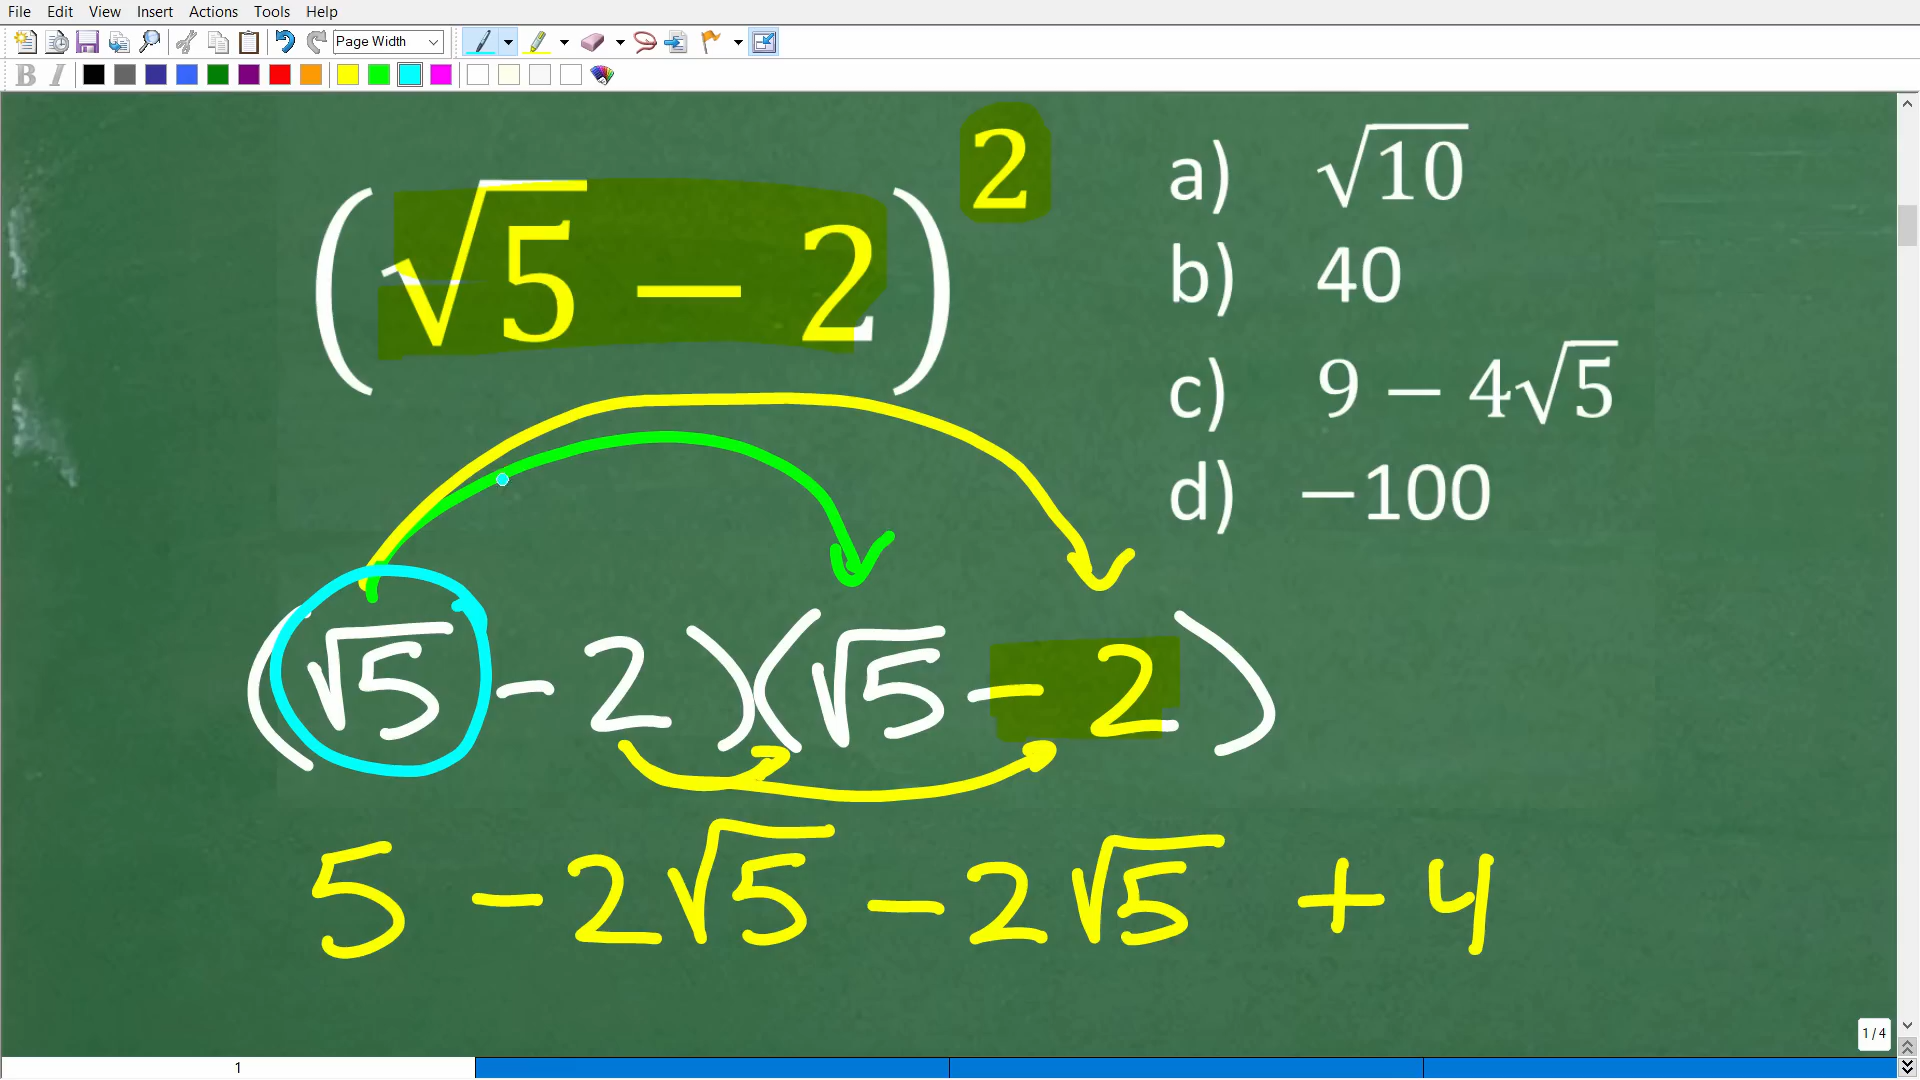 File Edit View Insert Actions Tools Help
Page Width
B I
(√5 − 2)²
a) √10
b) 40
c) 9 − 4√5
d) −100
(√5 - 2)(√5 - 2)
5 - 2√5 - 2√5 + 4
1 / 4
1